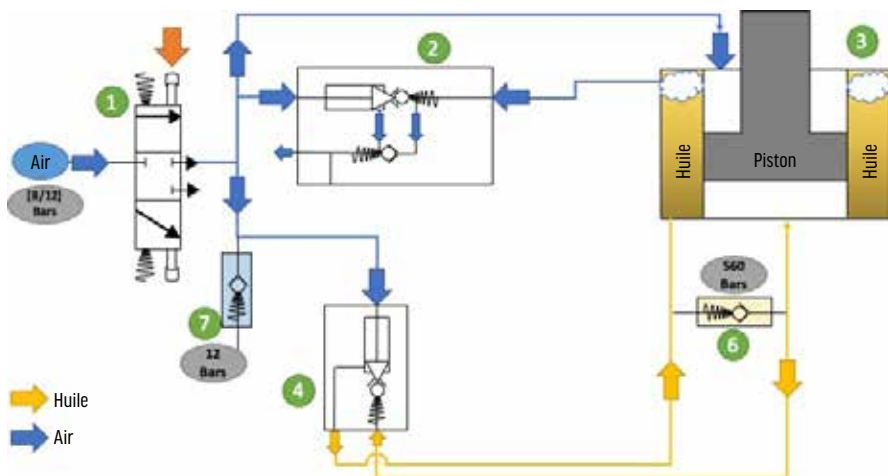 1
2
3
Air
[8/12]
Bars
Huile
Piston
Huile
560
Bars
6
7
12
Bars
4
Huile
Air